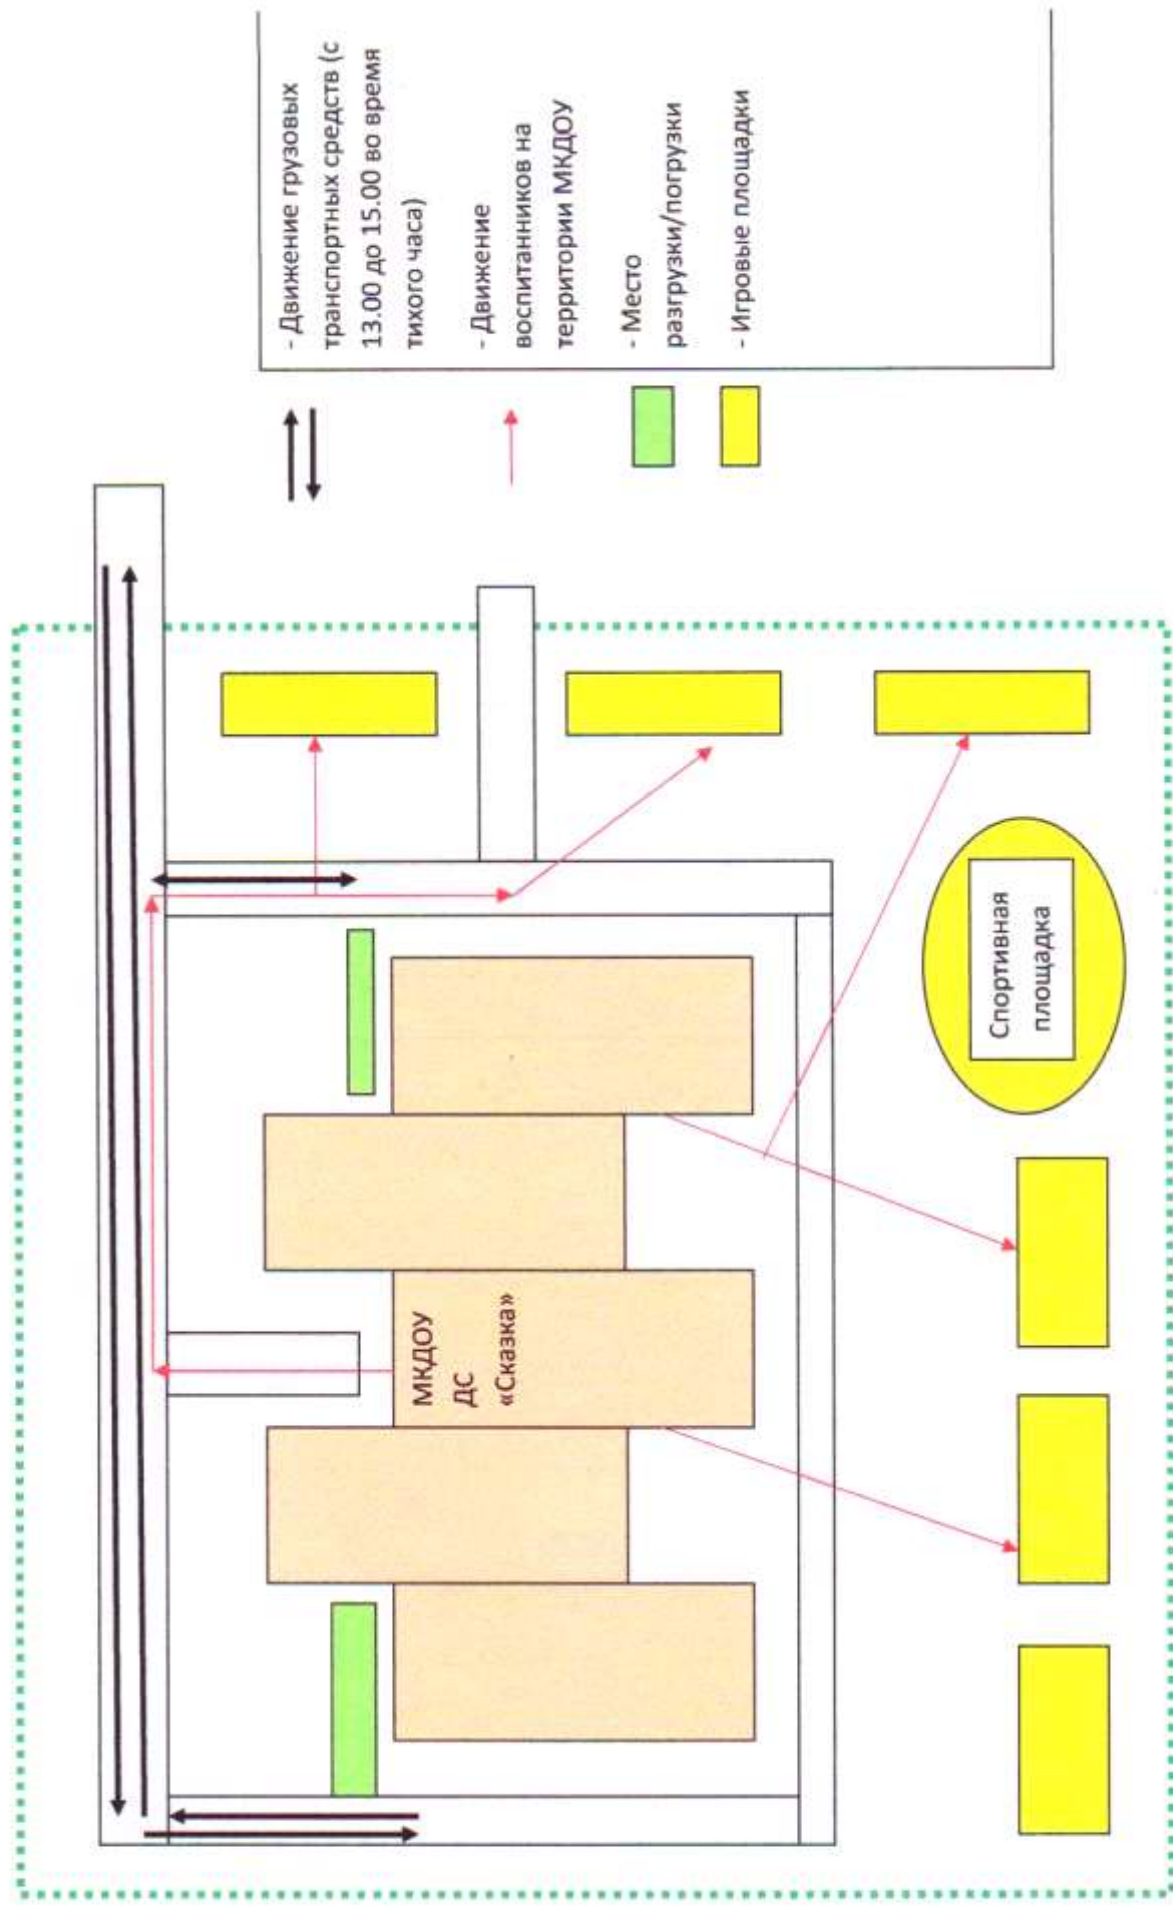 МКДОУ
ДС
«Сказка»
Спортивная
площадка
- Движение грузовых
транспортных средств (с
13.00 до 15.00 во время
тихого часа)
- Движение
воспитанников на
территории МКДОУ
- Место
разгрузки/погрузки
- Игровые площадки